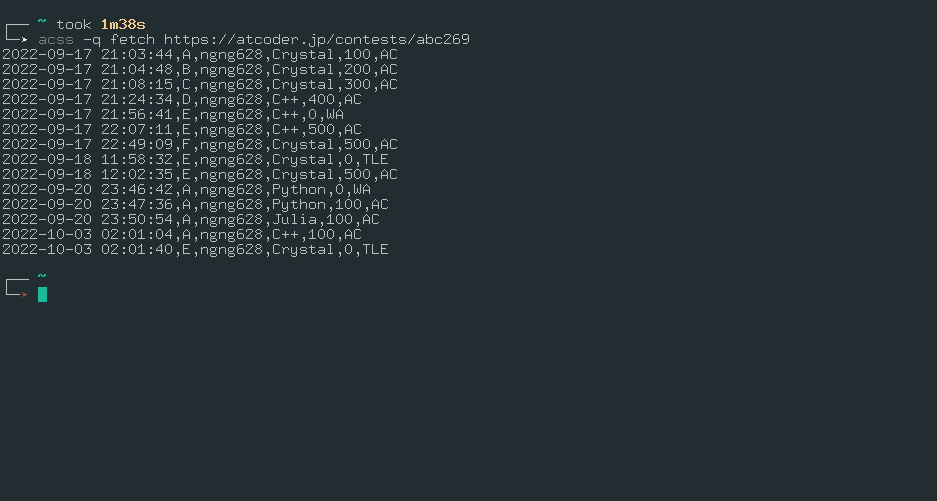 ~ took 1m38s
acss -q fetch https://atcoder.jp/contests/abc269
2022-09-17 21:03:44,A,ngng628,Crystal,100,AC
2022-09-17 21:04:48,B,ngng628,Crystal,200,AC
2022-09-17 21:08:15,C,ngng628,Crystal,300,AC
2022-09-17 21:24:34,D,ngng628,C++,400,AC
2022-09-17 21:56:41,E,ngng628,C++,0,WA
2022-09-17 22:07:11,E,ngng628,C++,500,AC
2022-09-17 22:49:09,F,ngng628,Crystal,500,AC
2022-09-18 11:58:32,E,ngng628,Crystal,0,TLE
2022-09-18 12:02:35,E,ngng628,Crystal,500,AC
2022-09-20 23:46:42,A,ngng628,Python,0,WA
2022-09-20 23:47:36,A,ngng628,Python,100,AC
2022-09-20 23:50:54,A,ngng628,Julia,100,AC
2022-10-03 02:01:04,A,ngng628,C++,100,AC
2022-10-03 02:01:40,E,ngng628,Crystal,0,TLE
~